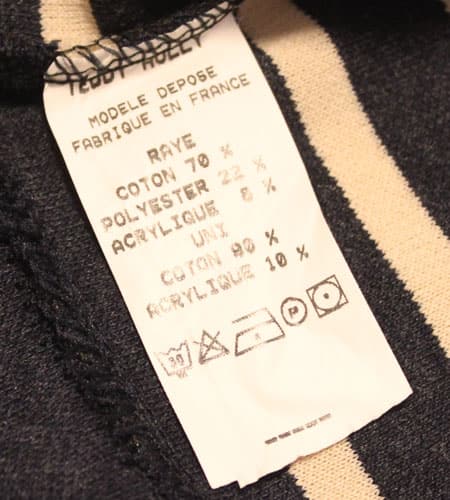 MODELE DEPOSE
FABRIQUE EN FRANCE
RAYE
COTON 70 %
POLYESTER 22 %
ACRYLIQUE 8 %
UNI
COTON 90 %
ACRYLIQUE 10 %
30
P